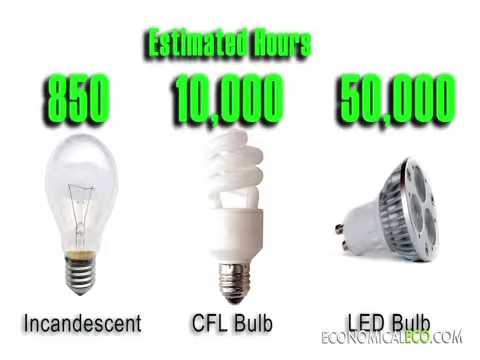 Estimated Hours
850 10,000 50,000
Incandescent CFL Bulb LED Bulb
ECONOMICALECO.COM